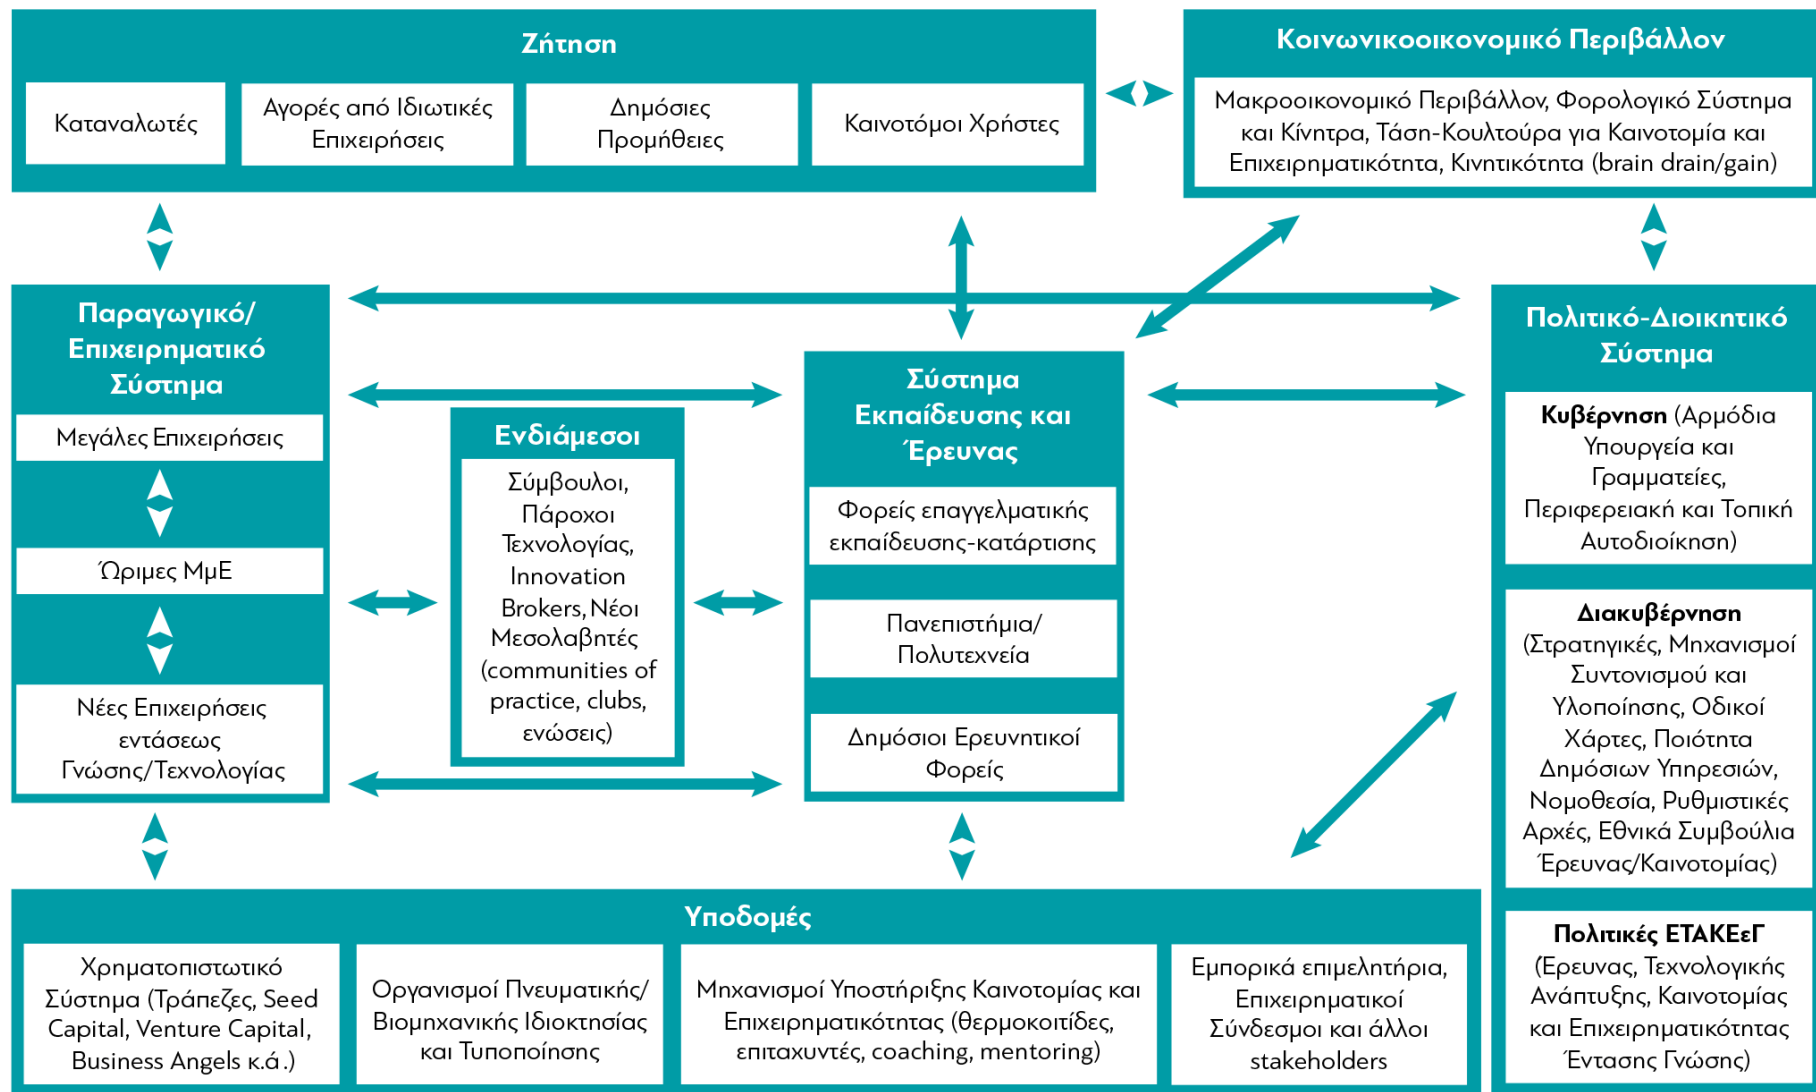 Ζήτηση
Καταναλωτές
Αγορές από Ιδιωτικές
Επιχειρήσεις
Δημόσιες
Προμήθειες
Καινοτόμοι Χρήστες
Κοινωνικοοικονομικό Περιβάλλον
Μακροοικονομικό Περιβάλλον, Φορολογικό Σύστημα
και Κίνητρα, Τάση-Κουλτούρα για Καινοτομία και
Επιχειρηματικότητα, Κινητικότητα (brain drain/gain)
Παραγωγικό/
Επιχειρηματικό
Σύστημα
Μεγάλες Επιχειρήσεις
Ώριμες ΜμΕ
Νέες Επιχειρήσεις
εντάσεως
Γνώσης/Τεχνολογίας
Ενδιάμεσοι
Σύμβουλοι,
Πάροχοι
Τεχνολογίας,
Innovation
Brokers, Νέοι
Μεσολαβητές
(communities of
practice, clubs,
ενώσεις)
Σύστημα
Εκπαίδευσης και
Έρευνας
Φορείς επαγγελματικής
εκπαίδευσης-κατάρτισης
Πανεπιστήμια/
Πολυτεχνεία
Δημόσιοι Ερευνητικοί
Φορείς
Πολιτικό-Διοικητικό
Σύστημα
Κυβέρνηση (Αρμόδια
Υπουργεία και
Γραμματείες,
Περιφερειακή και Τοπική
Αυτοδιοίκηση)
Διακυβέρνηση
(Στρατηγικές, Μηχανισμοί
Συντονισμού και
Υλοποίησης, Οδικοί
Χάρτες, Ποιότητα
Δημόσιων Υπηρεσιών,
Νομοθεσία, Ρυθμιστικές
Αρχές, Εθνικά Συμβούλια
Έρευνας/Καινοτομίας)
Πολιτικές ΕΤΑΚΕεΓ
(Ερευνας, Τεχνολογικής
Ανάπτυξης, Καινοτομίας
και Επιχειρηματικότητας
Έντασης Γνώσης)
Υποδομές
Χρηματοπιστωτικό
Σύστημα (Τράπεζες, Seed
Capital, Venture Capital,
Business Angels κ.ά.)
Οργανισμοί Πνευματικής/
Βιομηχανικής Ιδιοκτησίας
και Τυποποίησης
Μηχανισμοί Υποστήριξης Καινοτομίας και
Επιχειρηματικότητας (θερμοκοιτίδες,
επιταχυντές, coaching, mentoring)
Εμπορικά επιμελητήρια,
Επιχειρηματικοί
Σύνδεσμοι και άλλοι
stakeholders